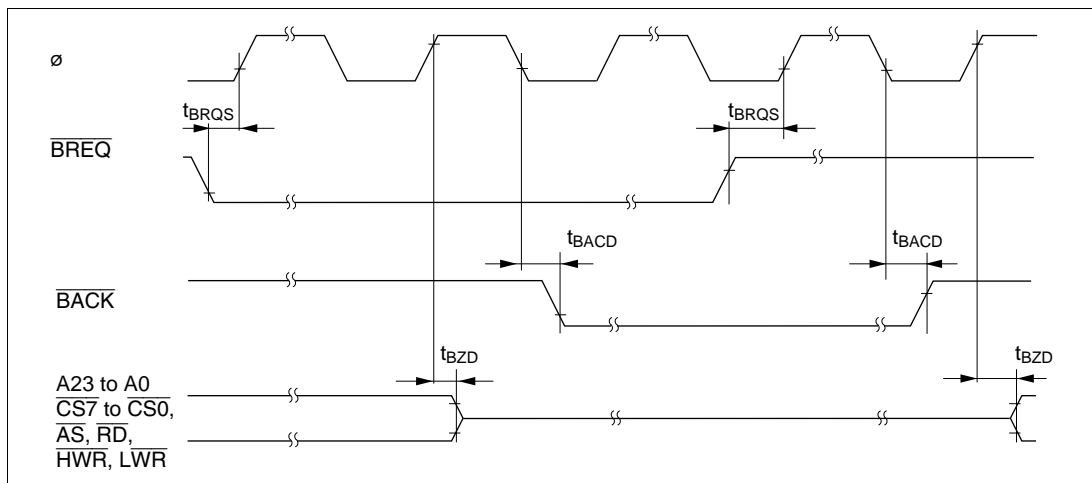 ø
tBRQS tBRQS
BREQ
tBACD tBACD
BACK
tBZD tBZD
A23 to A0
CS7 to CS0,
AS, RD,
HWR, LWR